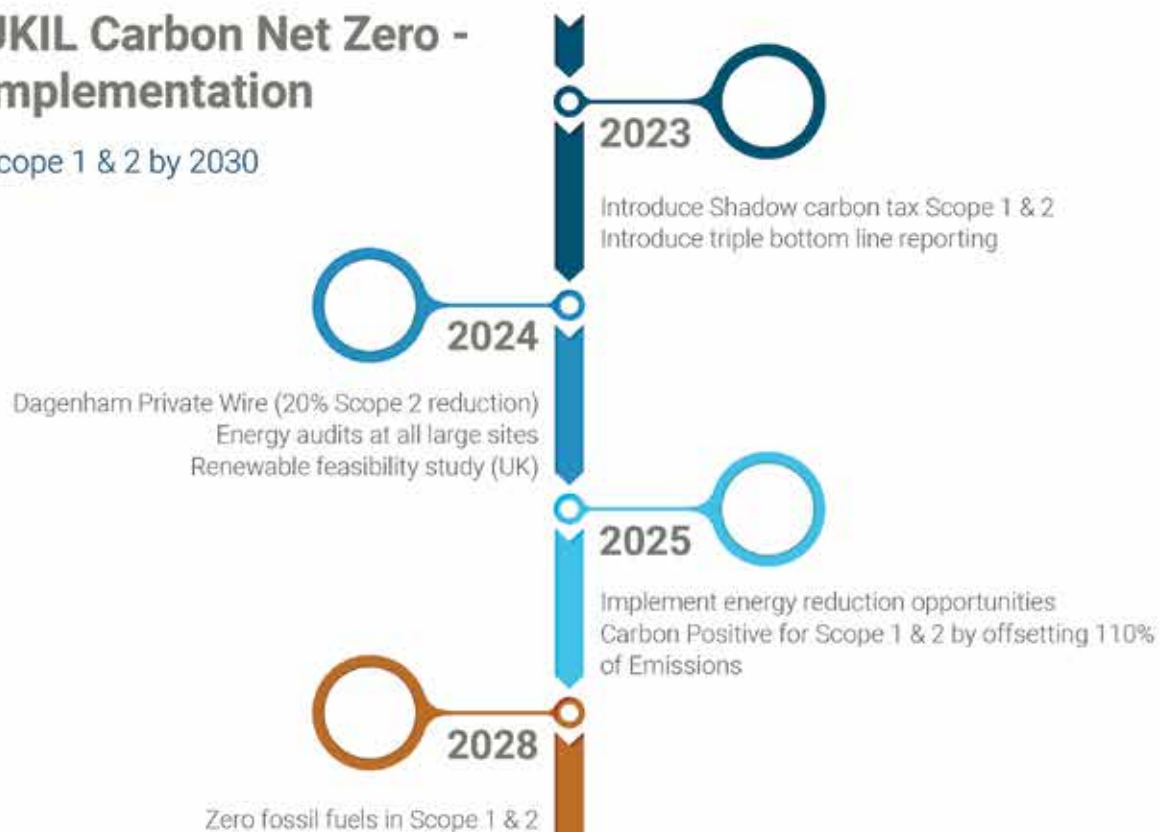 UKIL Carbon Net Zero -
Implementation
Scope 1 & 2 by 2030
2023
Introduce Shadow carbon tax Scope 1 & 2
Introduce triple bottom line reporting
2024
Dagenham Private Wire (20% Scope 2 reduction)
Energy audits at all large sites
Renewable feasibility study (UK)
2025
Implement energy reduction opportunities
Carbon Positive for Scope 1 & 2 by offsetting 110%
of Emissions
2028
Zero fossil fuels in Scope 1 & 2